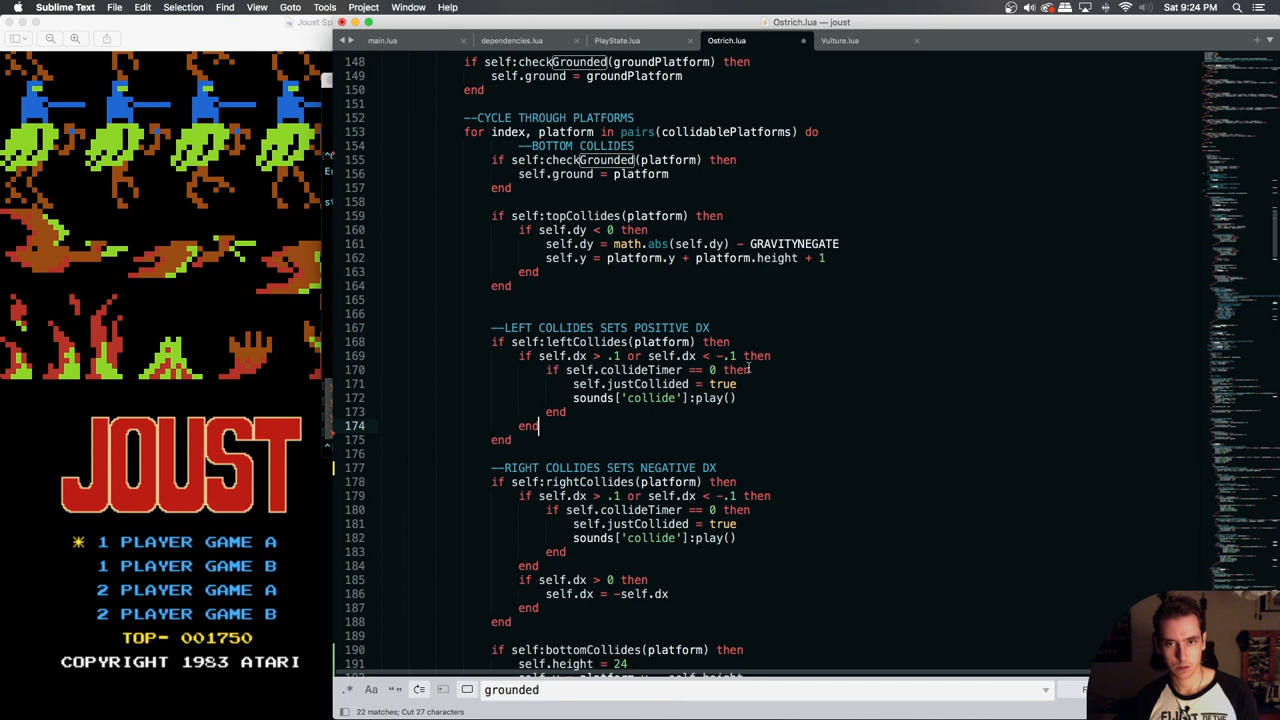 Sublime Text File Edit Selection Find View Goto Tools Project Window Help
Sat 9:24 PM
Joust Sp
Ostrich.lua — joust
main.lua
dependencies.lua
PlayState.lua
Ostrich.lua
Vulture.lua
148 if self:checkGrounded(groundPlatform) then
149 self.ground = groundPlatform
150 end
151
152 --CYCLE THROUGH PLATFORMS
153 for index, platform in pairs(collidablePlatforms) do
154 --BOTTOM COLLIDES
155 if self:checkGrounded(platform) then
156 self.ground = platform
157 end
158
159 if self:topCollides(platform) then
160 if self.dy < 0 then
161 self.dy = math.abs(self.dy) - GRAVITYNEGATE
162 self.y = platform.y + platform.height + 1
163 end
164 end
165
166
167 --LEFT COLLIDES SETS POSITIVE DX
168 if self:leftCollides(platform) then
169 if self.dx > .1 or self.dx < -.1 then
170 if self.collideTimer == 0 then
171 self.justCollided = true
172 sounds['collide']:play()
173 end
174 end
175 end
176
177 --RIGHT COLLIDES SETS NEGATIVE DX
178 if self:rightCollides(platform) then
179 if self.dx > .1 or self.dx < -.1 then
180 if self.collideTimer == 0 then
181 self.justCollided = true
182 sounds['collide']:play()
183 end
184 end
185 if self.dx > 0 then
186 self.dx = -self.dx
187 end
188 end
189
190 if self:bottomCollides(platform) then
191 self.height = 24
JOUST
1 PLAYER GAME A
1 PLAYER GAME B
2 PLAYER GAME A
2 PLAYER GAME B
TOP- 001750
COPYRIGHT 1983 ATARI
.* Aa “” grounded
22 matches; Cut 27 characters